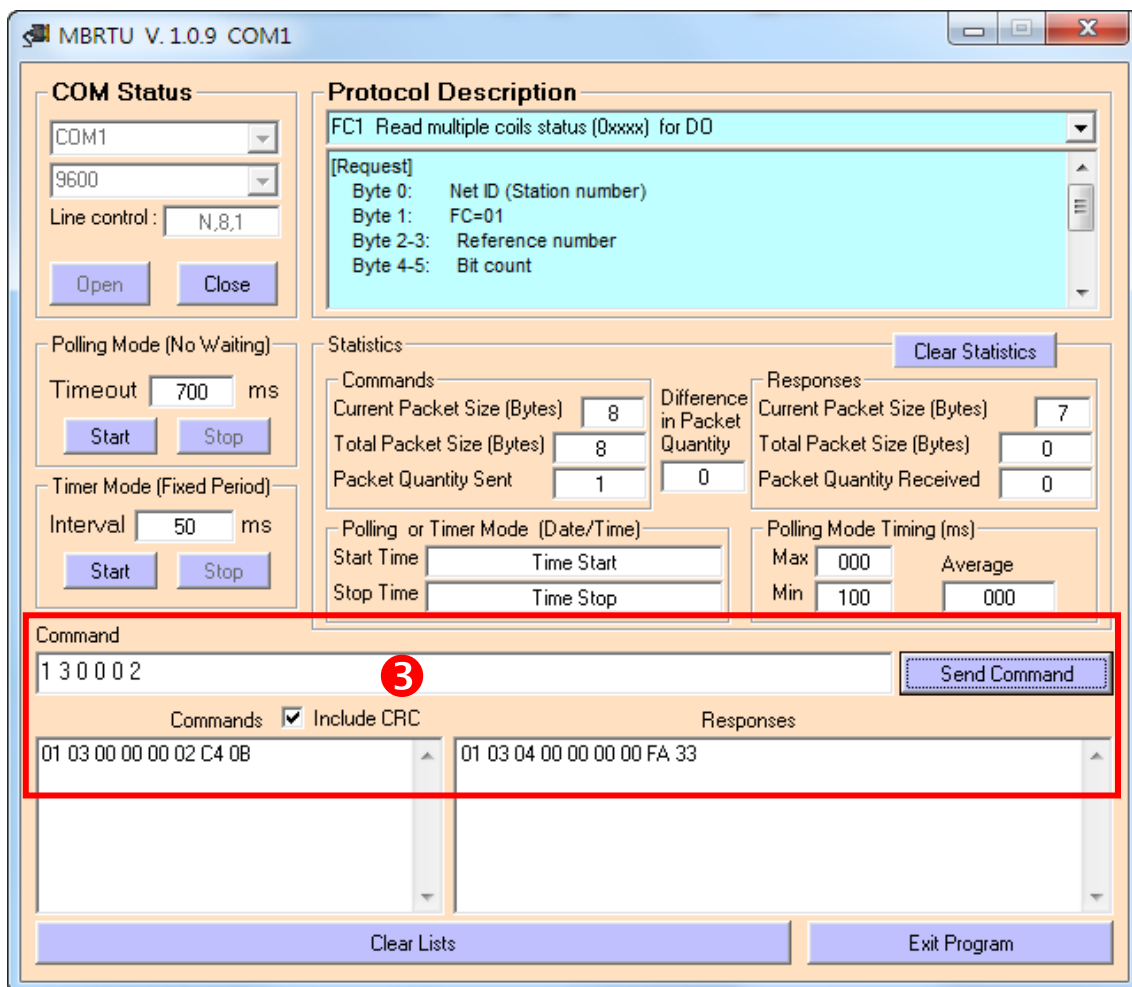 MBRTU V. 1.0.9 COM1
COM Status
COM1
9600
Line control : N,8,1
Open Close
Protocol Description
FC1 Read multiple coils status (0xxxx) for DO
[Request]
Byte 0: Net ID (Station number)
Byte 1: FC=01
Byte 2-3: Reference number
Byte 4-5: Bit count
Polling Mode (No Waiting)
Timeout 700 ms
Start Stop
Timer Mode (Fixed Period)
Interval 50 ms
Start Stop
Statistics
Clear Statistics
Commands
Current Packet Size (Bytes) 8
Total Packet Size (Bytes) 8
Packet Quantity Sent 1
Difference
in Packet
Quantity
0
Responses
Current Packet Size (Bytes) 7
Total Packet Size (Bytes) 0
Packet Quantity Received 0
Polling or Timer Mode (Date/Time)
Start Time Time Start
Stop Time Time Stop
Polling Mode Timing (ms)
Max 000
Min 100
Average
000
Command
1 3 0 0 0 2
3
Send Command
Commands Include CRC
Responses
01 03 00 00 00 02 C4 0B
01 03 04 00 00 00 00 FA 33
Clear Lists
Exit Program